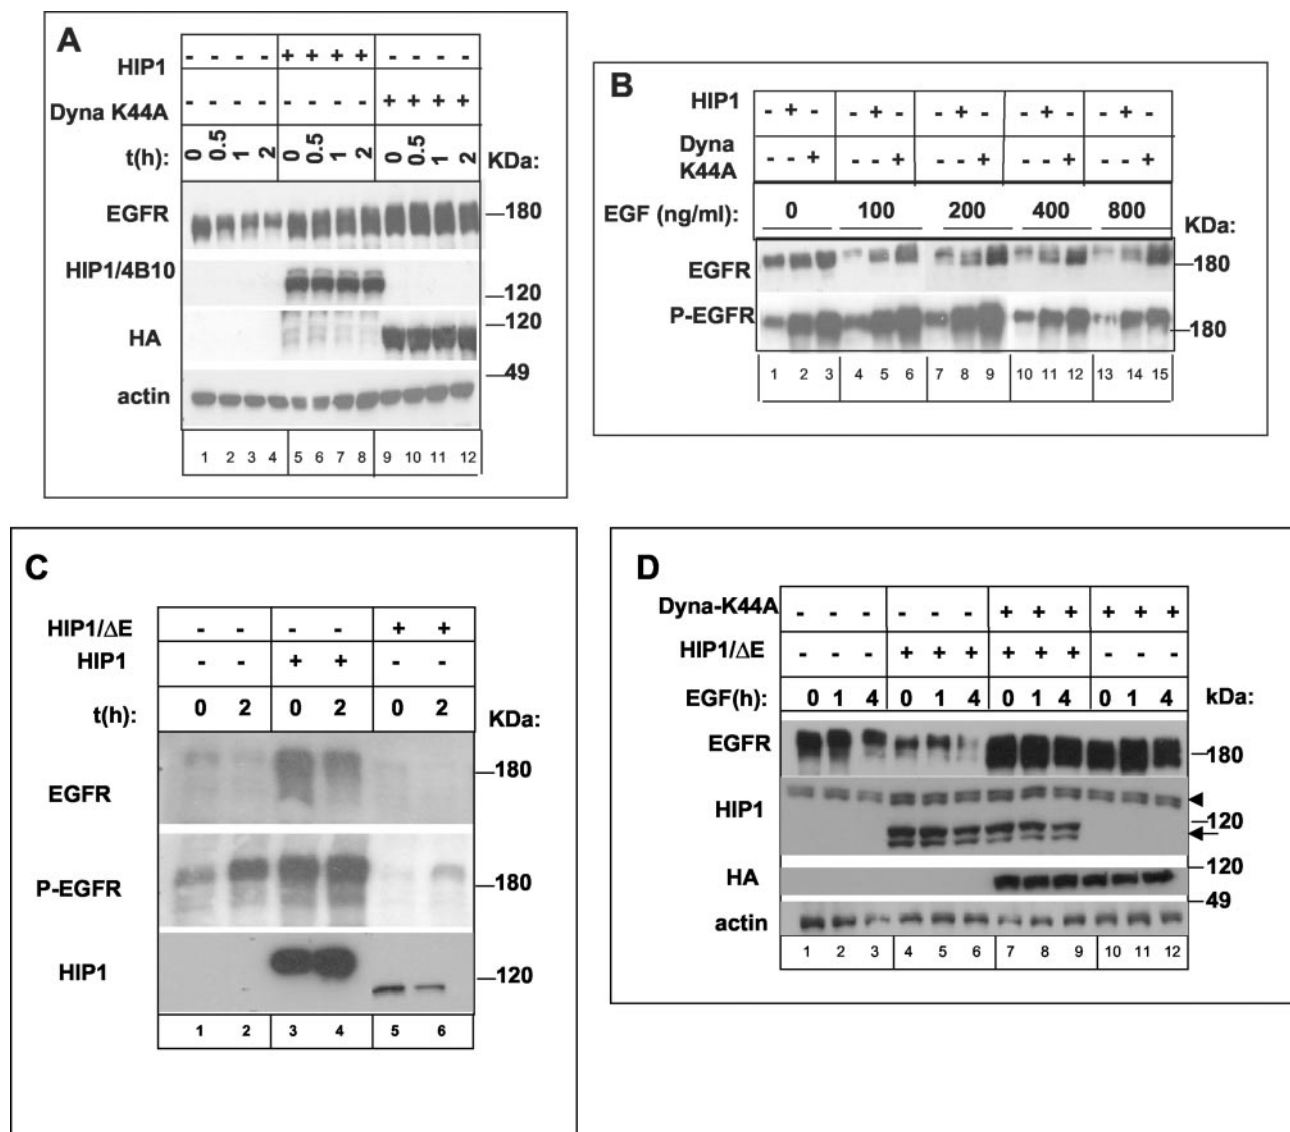 A
HIP1 - - - - + + + + - - - -
Dyna K44A - - - - - - - - + + + +
t(h): 0 0.5 1 2 0 0.5 1 2 0 0.5 1 2 KDa:
EGFR 180
HIP1/4B10 120
HA 120
49
actin
1 2 3 4 5 6 7 8 9 10 11 12
B
HIP1 - + - - + - - + - - + - - + -
Dyna
K44A - - + - - + - - + - - + - - +
EGF (ng/ml): 0 100 200 400 800 KDa:
EGFR 180
P-EGFR 180
1 2 3 4 5 6 7 8 9 10 11 12 13 14 15
C
HIP1/ΔE - - - - + +
HIP1 - - + + - -
t(h): 0 2 0 2 0 2 KDa:
EGFR 180
P-EGFR 180
HIP1 120
1 2 3 4 5 6
D
Dyna-K44A - - - - - - + + + + + +
HIP1/ΔE - - - + + + + + + - - -
EGF(h): 0 1 4 0 1 4 0 1 4 0 1 4 kDa:
EGFR 180
HIP1 120
HA 120
49
actin
1 2 3 4 5 6 7 8 9 10 11 12